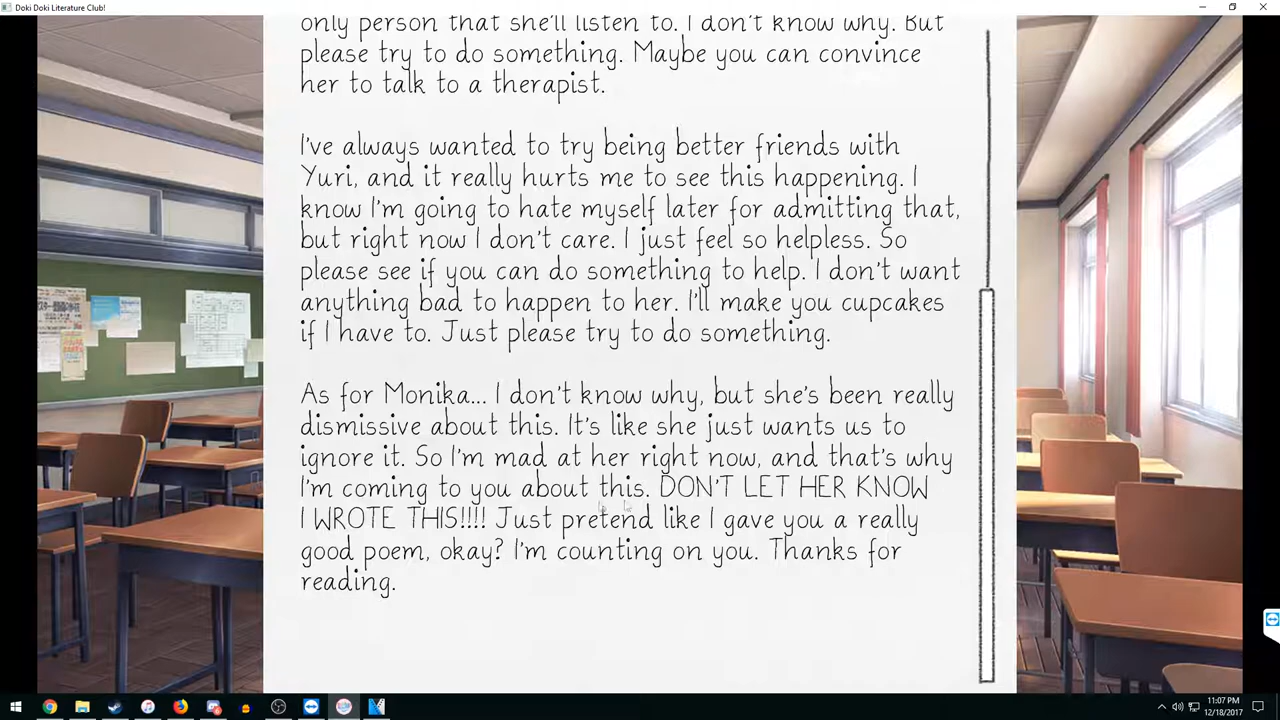 Doki Doki Literature Club!
only person that she'll listen to. I don't know why. But
please try to do something. Maybe you can convince
her to talk to a therapist.
I've always wanted to try being better friends with
Yuri, and it really hurts me to see this happening. I
know I'm going to hate myself later for admitting that,
but right now I don't care. I just feel so helpless. So
please see if you can do something to help. I don't want
anything bad to happen to her. I'll make you cupcakes
if I have to. Just please try to do something.
As for Monika... I don't know why, but she's been really
dismissive about this. It's like she just wants us to
ignore it. So I'm mad at her right now, and that's why
I'm coming to you about this. DON'T LET HER KNOW
I WROTE THIS!!!! Just pretend like I gave you a really
good poem, okay? I'm counting on you. Thanks for
reading.
11:07 PM
12/18/2017